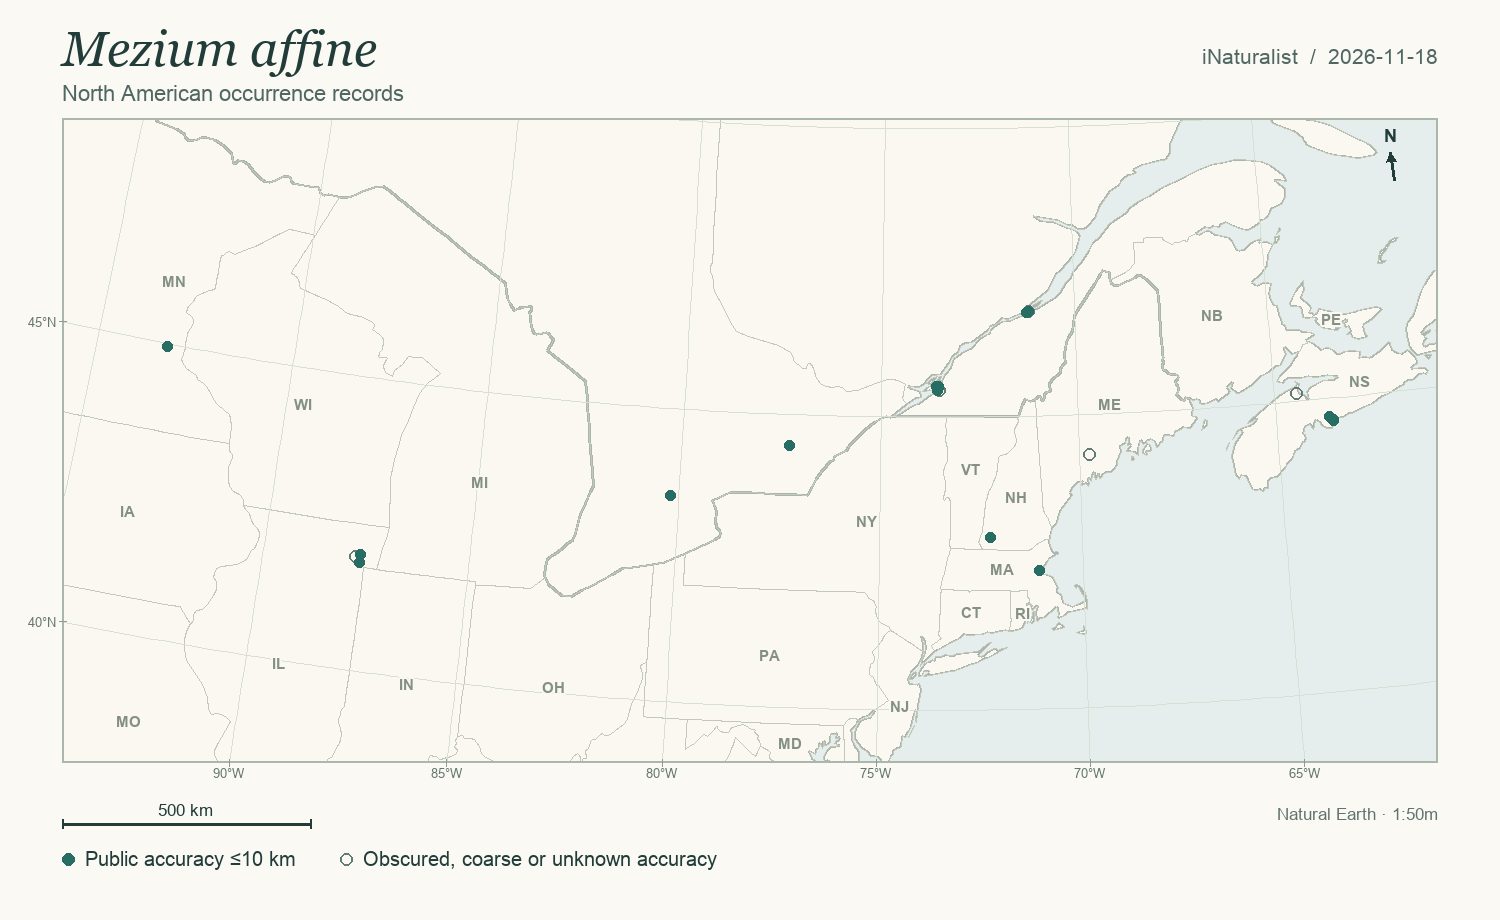 Mezium affine
iNaturalist / 2026-11-18
North American occurrence records
N
MN
45°N
NB
PE
NS
WI
ME
MI
VT
NH
IA
NY
MA
CT
RI
40°N
PA
IL
IN
OH
NJ
MO
MD
90°W
85°W
80°W
75°W
70°W
65°W
500 km
Natural Earth · 1:50m
Public accuracy ≤10 km
Obscured, coarse or unknown accuracy